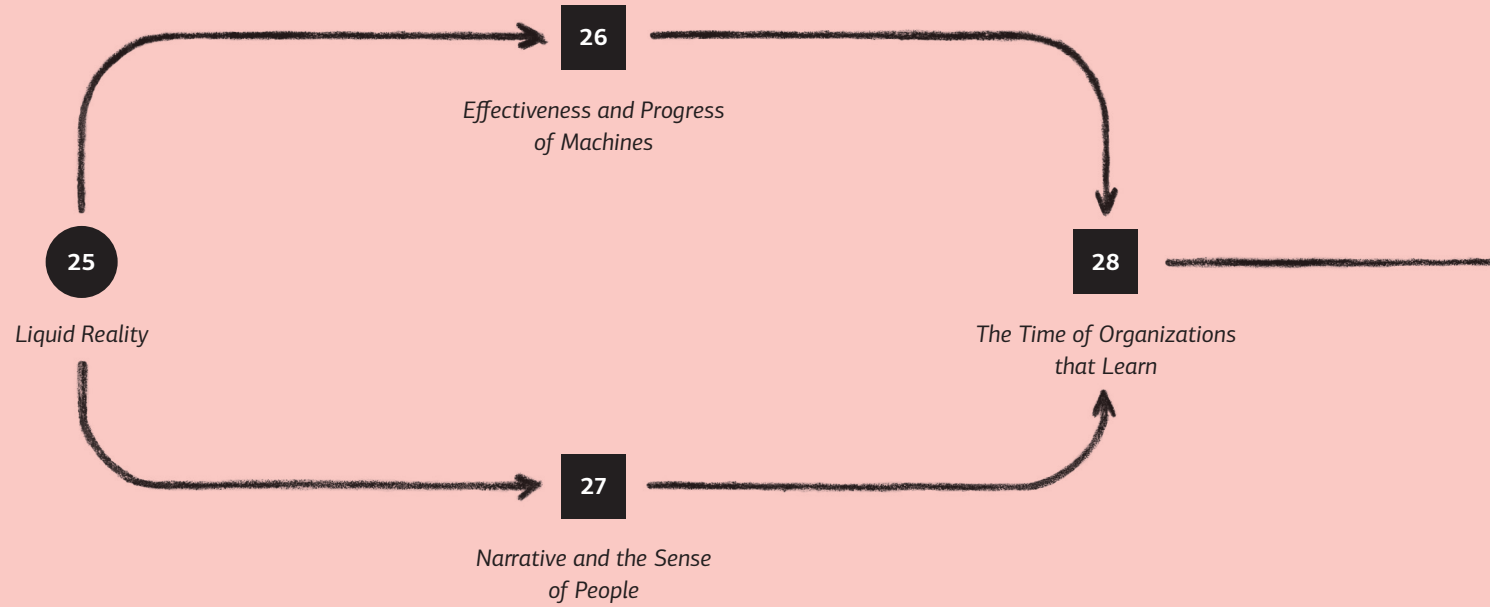 26
Effectiveness and Progress
of Machines
25
Liquid Reality
28
The Time of Organizations
that Learn
27
Narrative and the Sense
of People